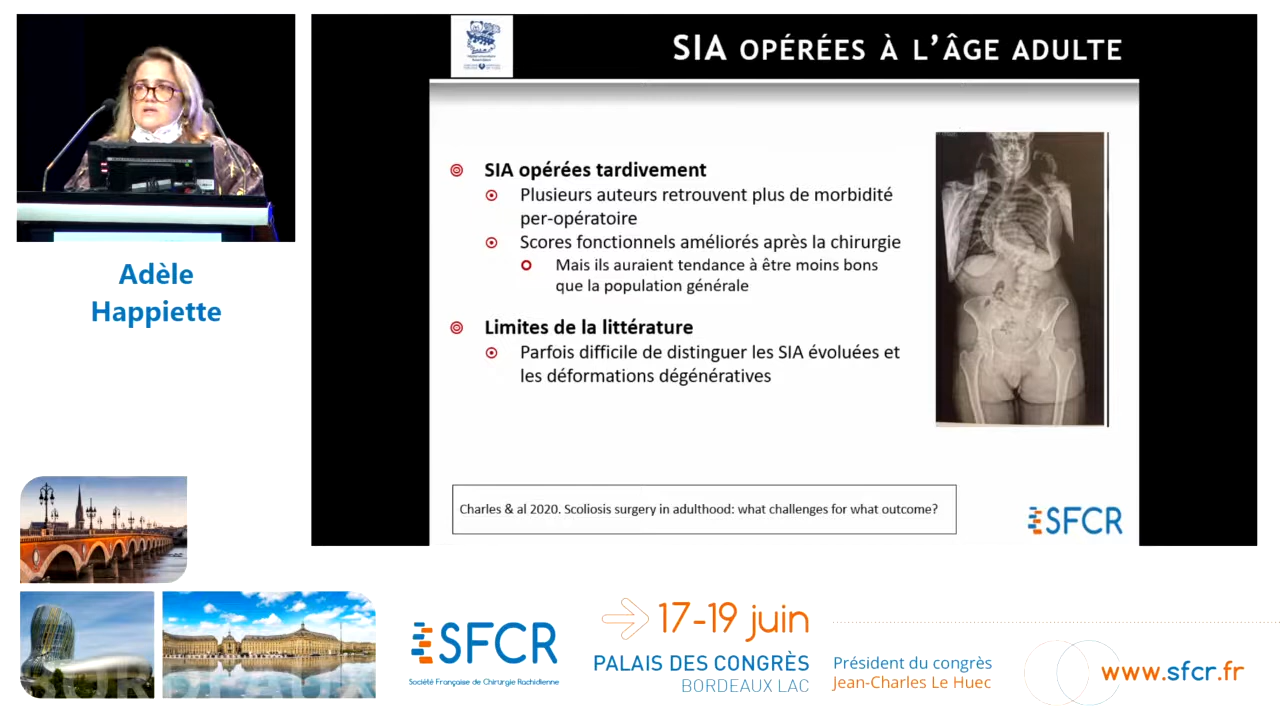 SIA OPÉRÉES À L'ÂGE ADULTE
SIA opérées tardivement
Plusieurs auteurs retrouvent plus de morbidité
per-opératoire
Scores fonctionnels améliorés après la chirurgie
Mais ils auraient tendance à être moins bons
que la population générale
Limites de la littérature
Parfois difficile de distinguer les SIA évoluées et
les déformations dégénératives
Charles & al 2020. Scoliosis surgery in adulthood: what challenges for what outcome?
SFCR
Adèle
Happiette
BORDEAUX
SFCR
Société Française de Chirurgie Rachidienne
17-19 juin
PALAIS DES CONGRÈS
BORDEAUX LAC
Président du congrès
Jean-Charles Le Huec
www.sfcr.fr